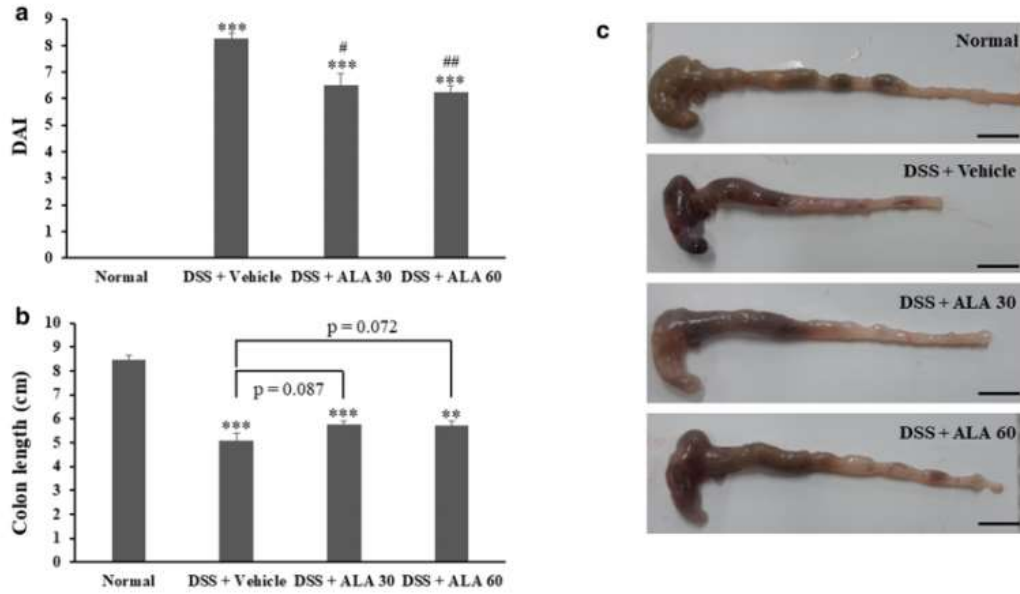 a
9
8
7
6
5
4
3
2
1
0
DAI
***
#
***
##
***
Normal
DSS + Vehicle
DSS + ALA 30
DSS + ALA 60
b
10
9
8
7
6
5
4
3
2
1
0
Colon length (cm)
p = 0.072
p = 0.087
***
***
**
Normal
DSS + Vehicle
DSS + ALA 30
DSS + ALA 60
c
Normal
DSS + Vehicle
DSS + ALA 30
DSS + ALA 60